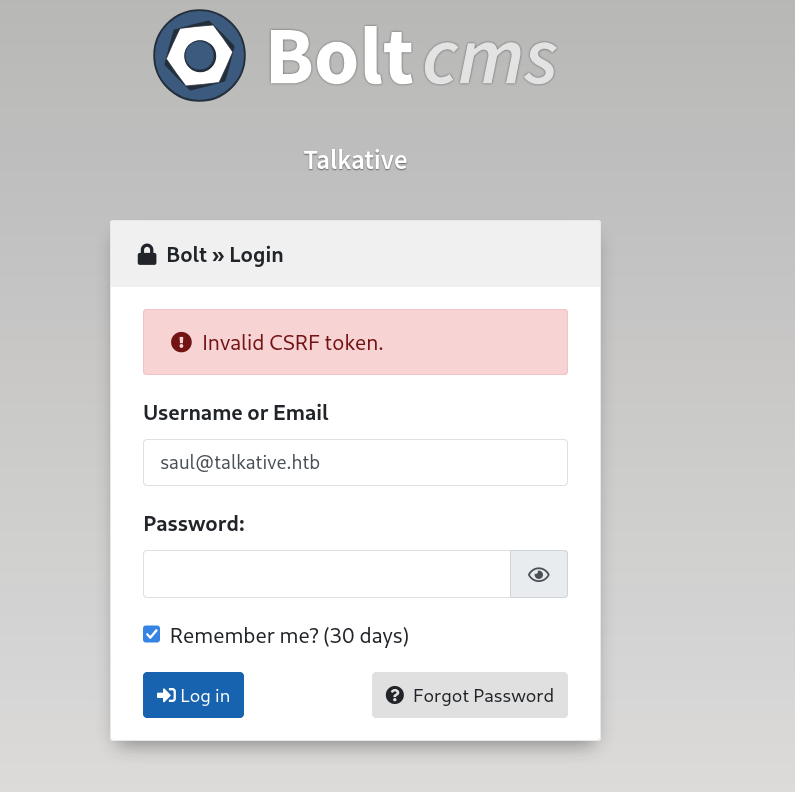 Bolt cms
Talkative
Bolt » Login
Invalid CSRF token.
Username or Email
saul@talkative.htb
Password:
Remember me? (30 days)
Log in
Forgot Password